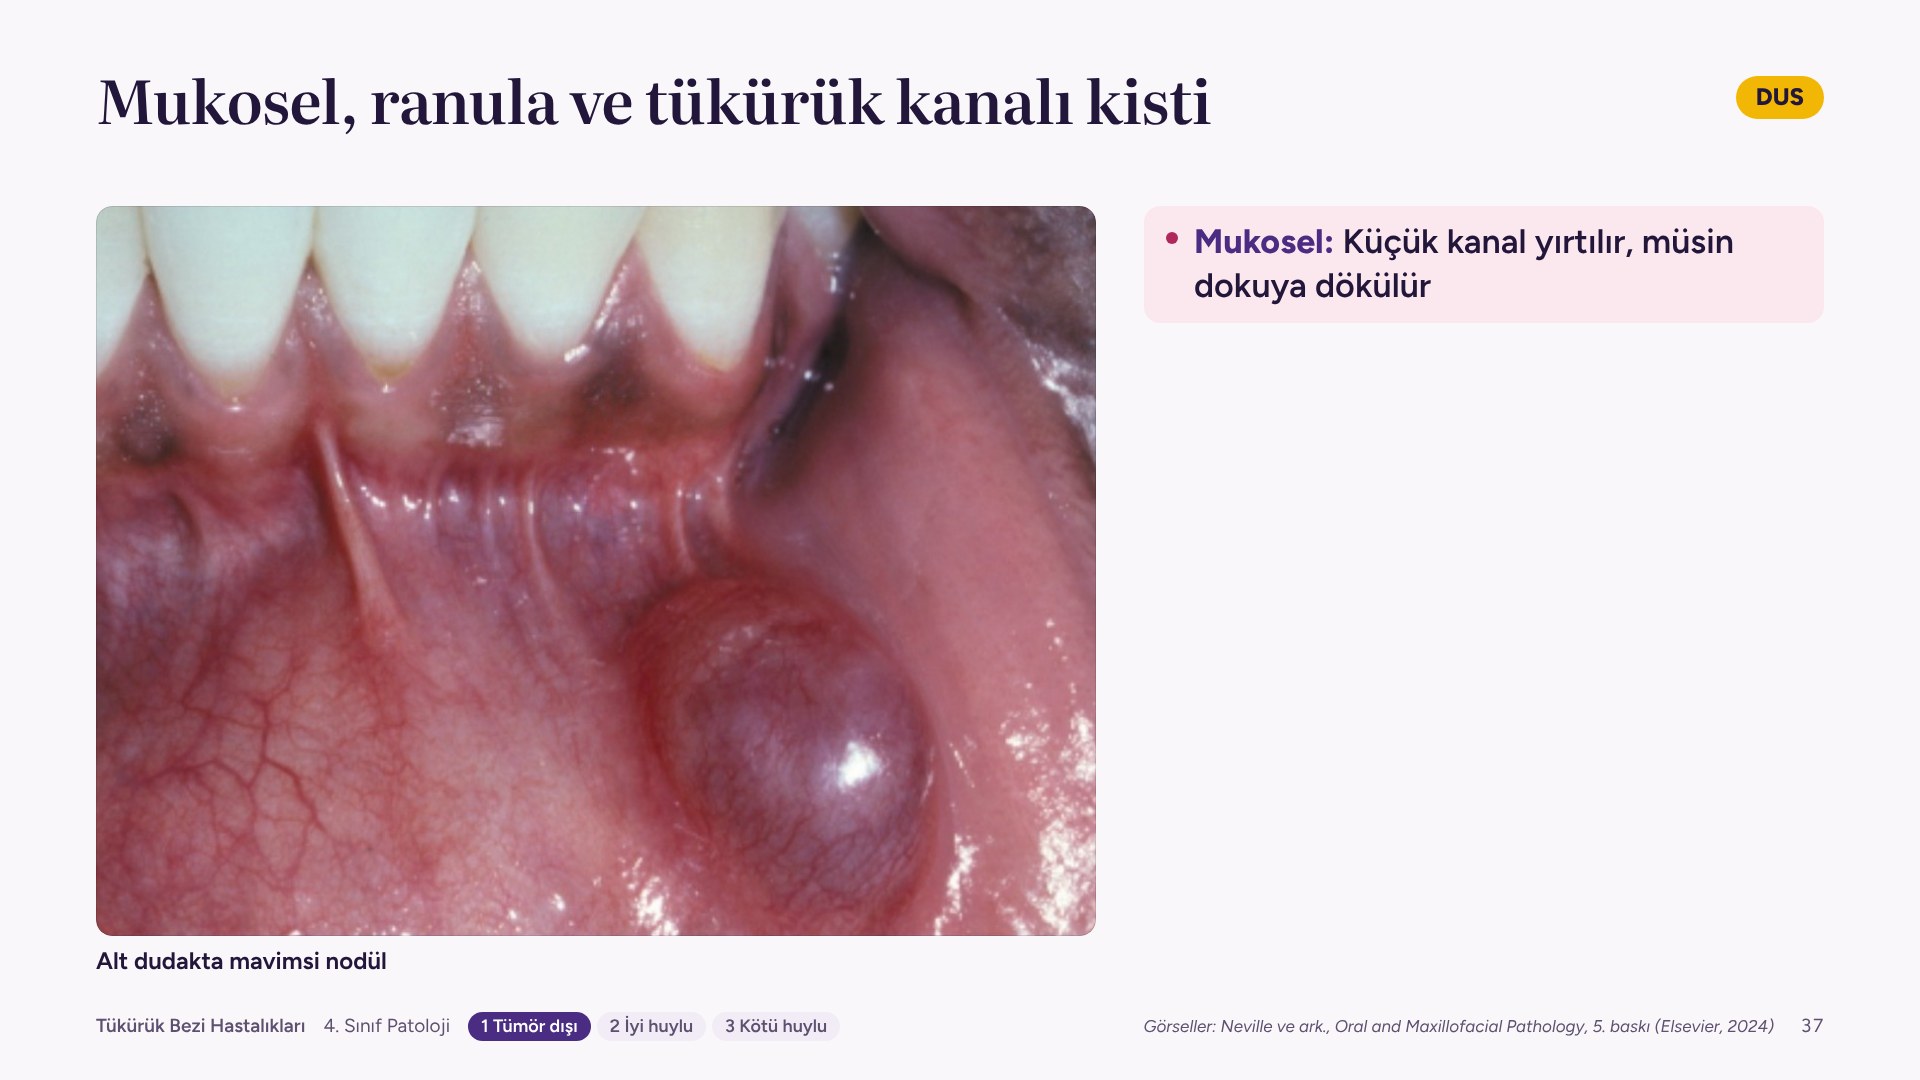 Mukosel, ranula ve tükürük kanalı kisti
DUS
• Mukosel: Küçük kanal yırtılır, müsin
dokuya dökülür
Alt dudakta mavimsi nodül
Tükürük Bezi Hastalıkları 4. Sınıf Patoloji 1 Tümör dışı 2 İyi huylu 3 Kötü huylu
Görseller: Neville ve ark., Oral and Maxillofacial Pathology, 5. baskı (Elsevier, 2024) 37